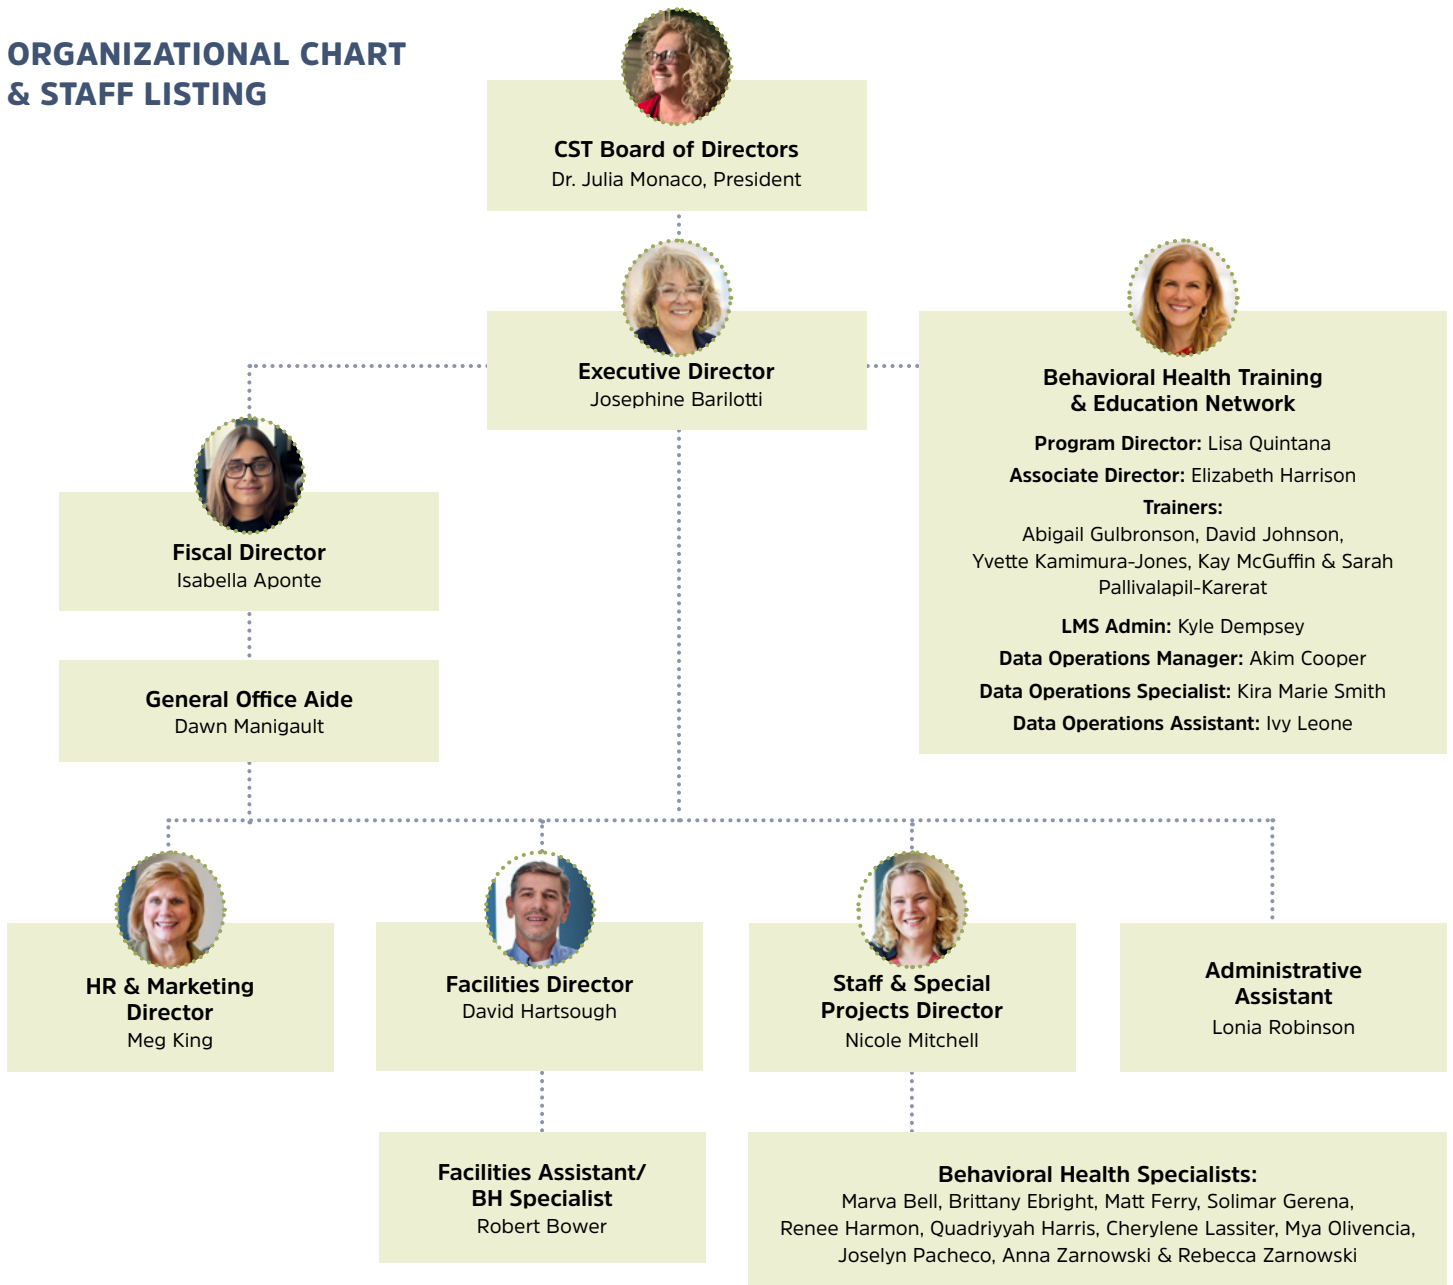 ORGANIZATIONAL CHART
& STAFF LISTING
CST Board of Directors
Dr. Julia Monaco, President
Executive Director
Josephine Barilotti
Behavioral Health Training
& Education Network
Program Director: Lisa Quintana
Associate Director: Elizabeth Harrison
Trainers:
Abigail Gulbronson, David Johnson,
Yvette Kamimura-Jones, Kay McGuffin & Sarah
Pallivalapil-Karerat
LMS Admin: Kyle Dempsey
Data Operations Manager: Akim Cooper
Data Operations Specialist: Kira Marie Smith
Data Operations Assistant: Ivy Leone
Fiscal Director
Isabella Aponte
General Office Aide
Dawn Manigault
HR & Marketing
Director
Meg King
Facilities Director
David Hartsough
Staff & Special
Projects Director
Nicole Mitchell
Administrative
Assistant
Lonia Robinson
Facilities Assistant/
BH Specialist
Robert Bower
Behavioral Health Specialists:
Marva Bell, Brittany Ebright, Matt Ferry, Solimar Gerena,
Renee Harmon, Quadriyyah Harris, Cherylene Lassiter, Mya Olivencia,
Joselyn Pacheco, Anna Zarnowski & Rebecca Zarnowski